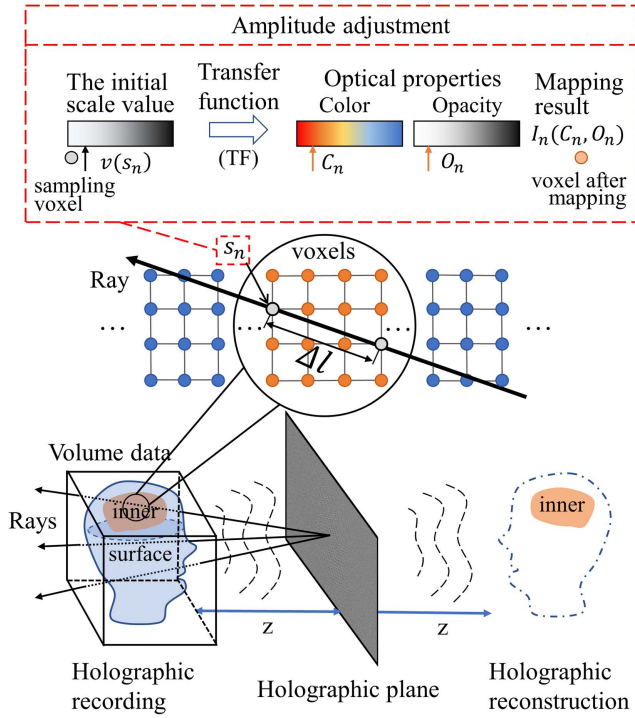 Amplitude adjustment
The initial
scale value
Transfer
function
(TF)
Optical properties
Color
Opacity
Mapping
result
I_n(C_n, O_n)
v(s_n)
sampling
voxel
C_n
O_n
voxel after
mapping
s_n
voxels
Ray
...
...
...
...
Δl
Volume data
inner
Rays
surface
inner
z
z
Holographic
recording
Holographic plane
Holographic
reconstruction